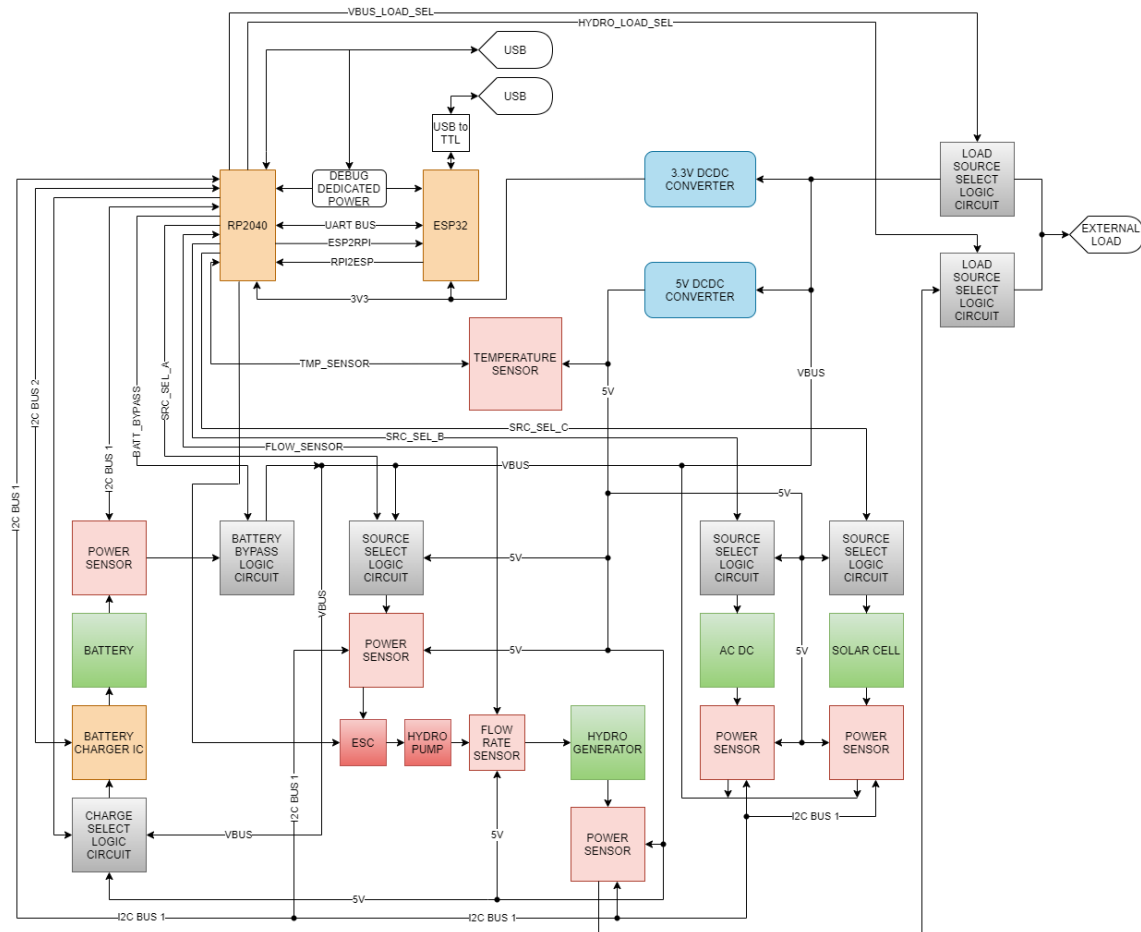 VBUS_LOAD_SEL
HYDRO_LOAD_SEL
USB
USB
USB to
TTL
LOAD
SOURCE
SELECT
LOGIC
CIRCUIT
3.3V DCDC
CONVERTER
DEBUG
DEDICATED
POWER
RP2040
ESP32
UART BUS
ESP2RPI
RPI2ESP
EXTERNAL
LOAD
LOAD
SOURCE
SELECT
LOGIC
CIRCUIT
5V DCDC
CONVERTER
3V3
TEMPERATURE
SENSOR
TMP_SENSOR
VBUS
5V
I2C BUS 2
BATT_BYPASS
SRC_SEL_A
SRC_SEL_C
SRC_SEL_B
FLOW_SENSOR
I2C BUS 1
I2C BUS 1
VBUS
5V
POWER
SENSOR
BATTERY
BYPASS
LOGIC
CIRCUIT
SOURCE
SELECT
LOGIC
CIRCUIT
5V
SOURCE
SELECT
LOGIC
CIRCUIT
SOURCE
SELECT
LOGIC
CIRCUIT
VBUS
BATTERY
POWER
SENSOR
5V
AC DC
5V
SOLAR CELL
BATTERY
CHARGER IC
ESC
HYDRO
PUMP
FLOW
RATE
SENSOR
HYDRO
GENERATOR
POWER
SENSOR
POWER
SENSOR
I2C BUS 1
CHARGE
SELECT
LOGIC
CIRCUIT
VBUS
5V
POWER
SENSOR
I2C BUS 1
5V
I2C BUS 1
I2C BUS 1